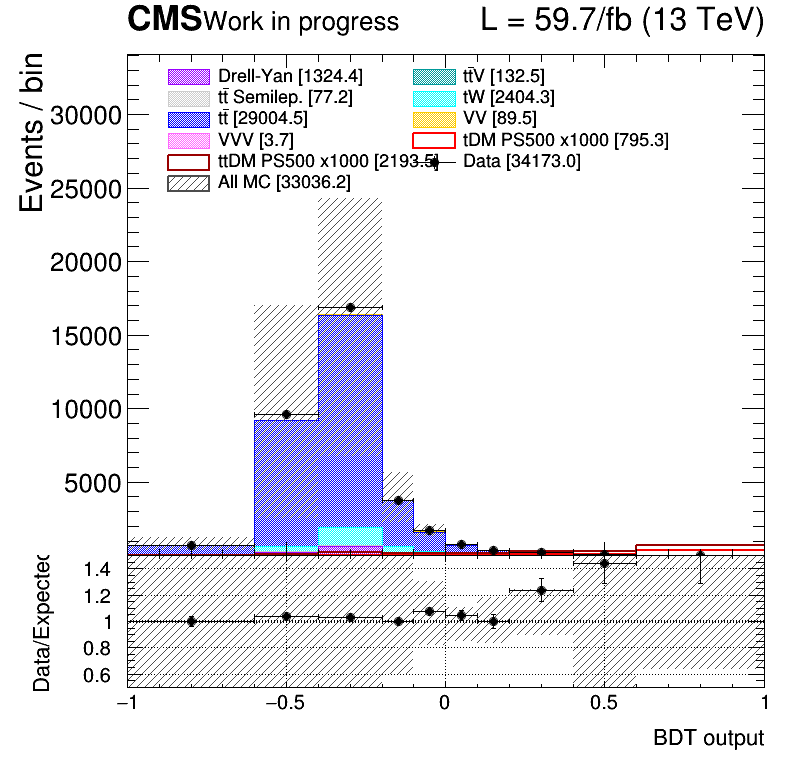 CMS Work in progress L = 59.7/fb (13 TeV)
Events / bin
30000
25000
20000
15000
10000
5000
Drell-Yan [1324.4] tt̄V [132.5]
tt̄ Semilep. [77.2] tW [2404.3]
tt̄ [29004.5] VV [89.5]
VVV [3.7] tDM PS500 x1000 [795.3]
ttDM PS500 x1000 [2193.5] Data [34173.0]
All MC [33036.2]
Data/Expected
1.4
1.2
1
0.8
0.6
−1 −0.5 0 0.5 1
BDT output